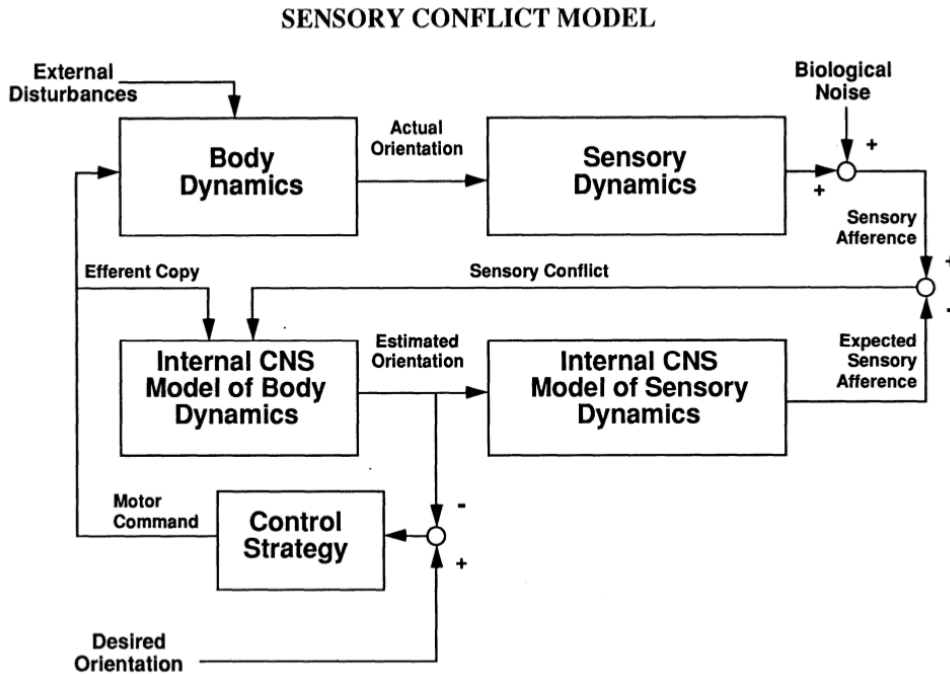 SENSORY CONFLICT MODEL
External
Disturbances
Biological
Noise
Body
Dynamics
Actual
Orientation
Sensory
Dynamics
+
+
Sensory
Afference
Efferent Copy
Sensory Conflict
+
-
Internal CNS
Model of Body
Dynamics
Estimated
Orientation
Internal CNS
Model of Sensory
Dynamics
Expected
Sensory
Afference
Motor
Command
Control
Strategy
-
+
Desired
Orientation